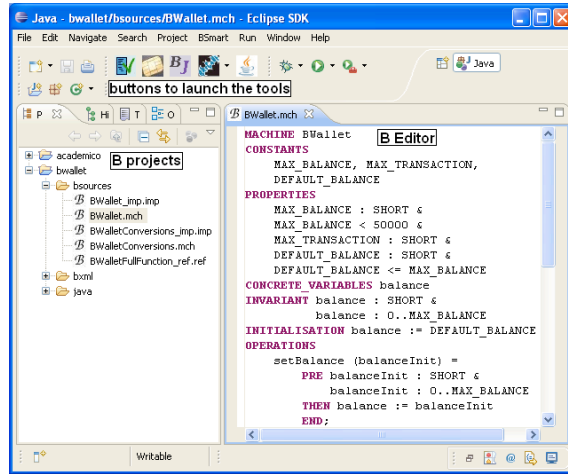 Java - bwallet/bsources/BWallet.mch - Eclipse SDK
File Edit Navigate Search Project BSmart Run Window Help
BJ
Java
buttons to launch the tools
P Hi T O
B BWallet.mch
academico
B projects
bwallet
bsources
B BWallet_imp.imp
B BWallet.mch
B BWalletConversions_imp.imp
B BWalletConversions.mch
B BWalletFullFunction_ref.ref
bxml
java
B Editor
MACHINE BWallet
CONSTANTS
MAX_BALANCE, MAX_TRANSACTION,
DEFAULT_BALANCE
PROPERTIES
MAX_BALANCE : SHORT &
MAX_BALANCE < 50000 &
MAX_TRANSACTION : SHORT &
DEFAULT_BALANCE : SHORT &
DEFAULT_BALANCE <= MAX_BALANCE
CONCRETE_VARIABLES balance
INVARIANT balance : SHORT &
balance : 0..MAX_BALANCE
INITIALISATION balance := DEFAULT_BALANCE
OPERATIONS
setBalance (balanceInit) =
PRE balanceInit : SHORT &
balanceInit : 0..MAX_BALANCE
THEN balance := balanceInit
END;
Writable